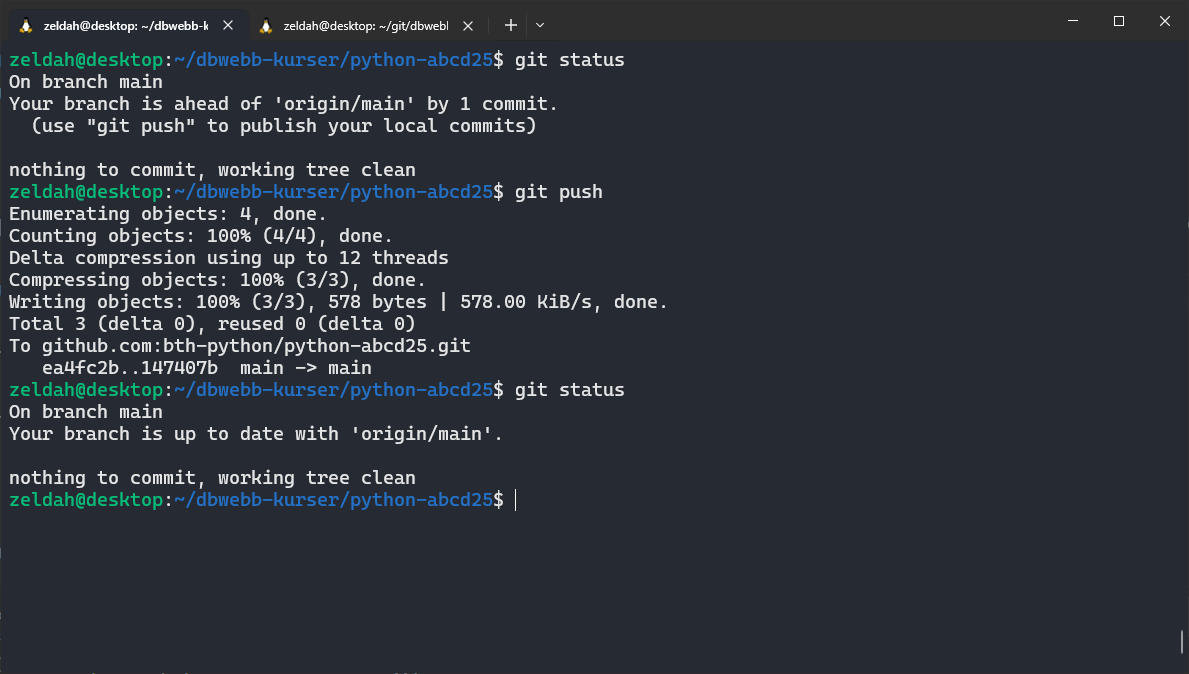 zeldah@desktop: ~/dbwebb-k
zeldah@desktop: ~/git/dbwebl
zeldah@desktop:~/dbwebb-kurser/python-abcd25$ git status
On branch main
Your branch is ahead of 'origin/main' by 1 commit.
  (use "git push" to publish your local commits)

nothing to commit, working tree clean
zeldah@desktop:~/dbwebb-kurser/python-abcd25$ git push
Enumerating objects: 4, done.
Counting objects: 100% (4/4), done.
Delta compression using up to 12 threads
Compressing objects: 100% (3/3), done.
Writing objects: 100% (3/3), 578 bytes | 578.00 KiB/s, done.
Total 3 (delta 0), reused 0 (delta 0)
To github.com:bth-python/python-abcd25.git
   ea4fc2b..147407b  main -> main
zeldah@desktop:~/dbwebb-kurser/python-abcd25$ git status
On branch main
Your branch is up to date with 'origin/main'.

nothing to commit, working tree clean
zeldah@desktop:~/dbwebb-kurser/python-abcd25$